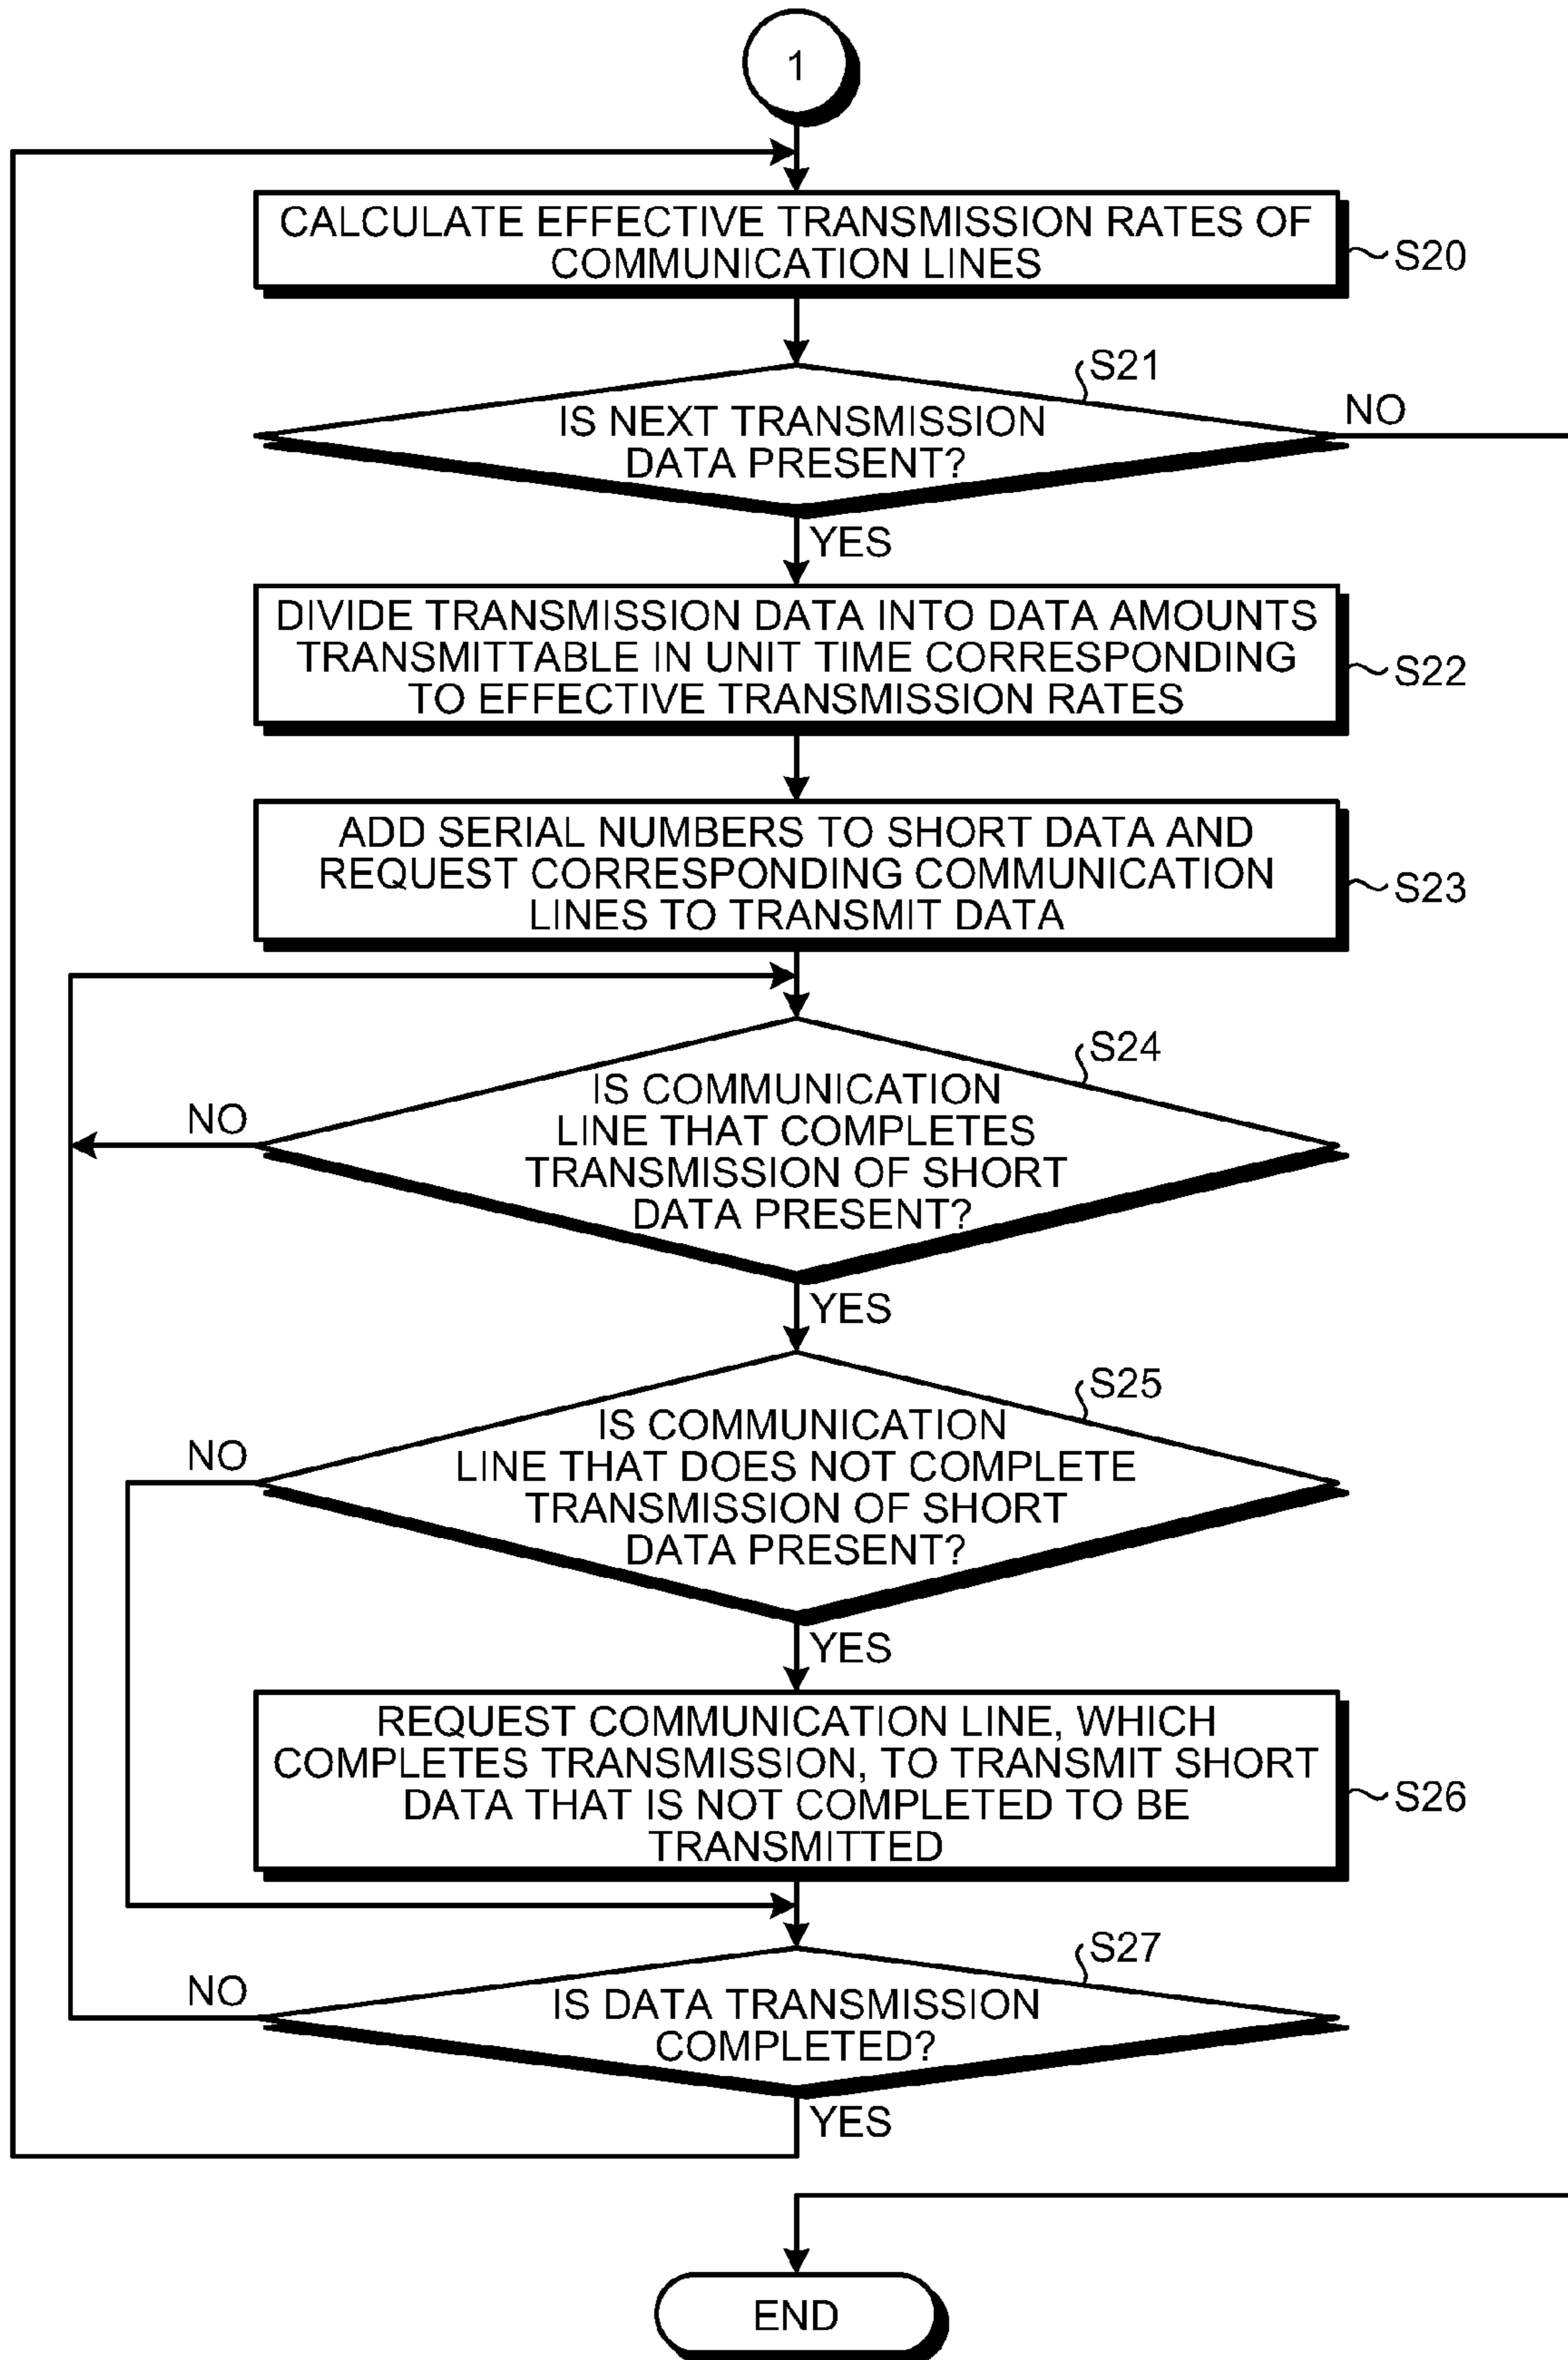 1
CALCULATE EFFECTIVE TRANSMISSION RATES OF
COMMUNICATION LINES
S20
S21
IS NEXT TRANSMISSION
DATA PRESENT?
NO
YES
DIVIDE TRANSMISSION DATA INTO DATA AMOUNTS
TRANSMITTABLE IN UNIT TIME CORRESPONDING
TO EFFECTIVE TRANSMISSION RATES
S22
ADD SERIAL NUMBERS TO SHORT DATA AND
REQUEST CORRESPONDING COMMUNICATION
LINES TO TRANSMIT DATA
S23
S24
IS COMMUNICATION
LINE THAT COMPLETES
TRANSMISSION OF SHORT
DATA PRESENT?
NO
YES
S25
IS COMMUNICATION
LINE THAT DOES NOT COMPLETE
TRANSMISSION OF SHORT
DATA PRESENT?
NO
YES
REQUEST COMMUNICATION LINE, WHICH
COMPLETES TRANSMISSION, TO TRANSMIT SHORT
DATA THAT IS NOT COMPLETED TO BE
TRANSMITTED
S26
S27
IS DATA TRANSMISSION
COMPLETED?
NO
YES
END